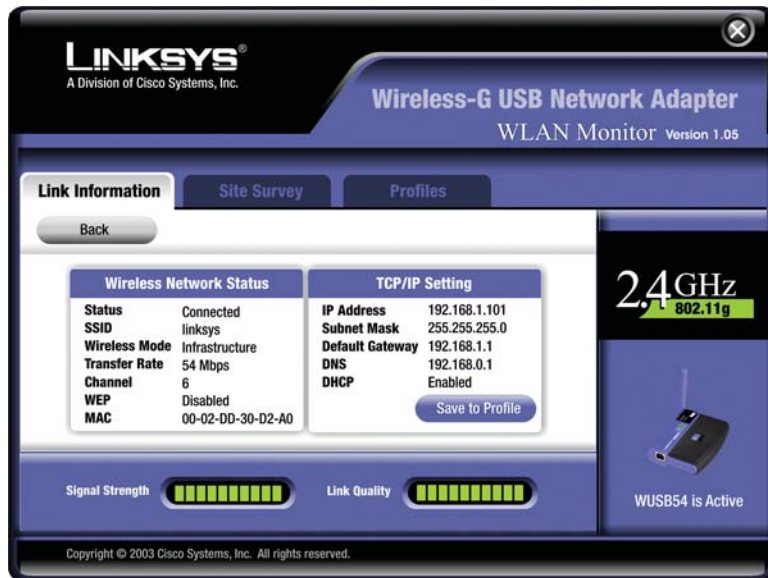 LINKSYS®
A Division of Cisco Systems, Inc.
Wireless-G USB Network Adapter
WLAN Monitor Version 1.05
Link Information
Site Survey
Profiles
Back
2.4GHz
802.11g
Wireless Network Status
Status Connected
SSID linksys
Wireless Mode Infrastructure
Transfer Rate 54 Mbps
Channel 6
WEP Disabled
MAC 00-02-DD-30-D2-A0
TCP/IP Setting
IP Address 192.168.1.101
Subnet Mask 255.255.255.0
Default Gateway 192.168.1.1
DNS 192.168.0.1
DHCP Enabled
Save to Profile
Signal Strength
Link Quality
WUSB54 is Active
Copyright © 2003 Cisco Systems, Inc. All rights reserved.